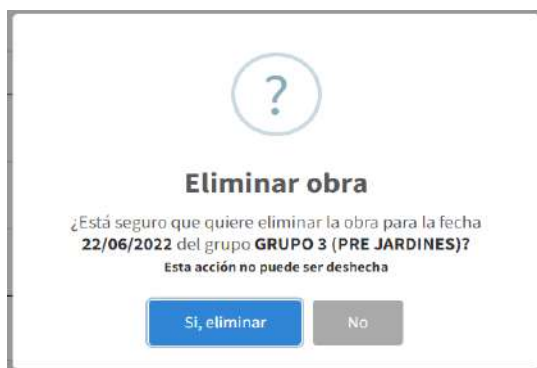 ?
Eliminar obra
¿Está seguro que quiere eliminar la obra para la fecha
22/06/2022 del grupo GRUPO 3 (PRE JARDINES)?
Esta acción no puede ser deshecha
Si, eliminar
No